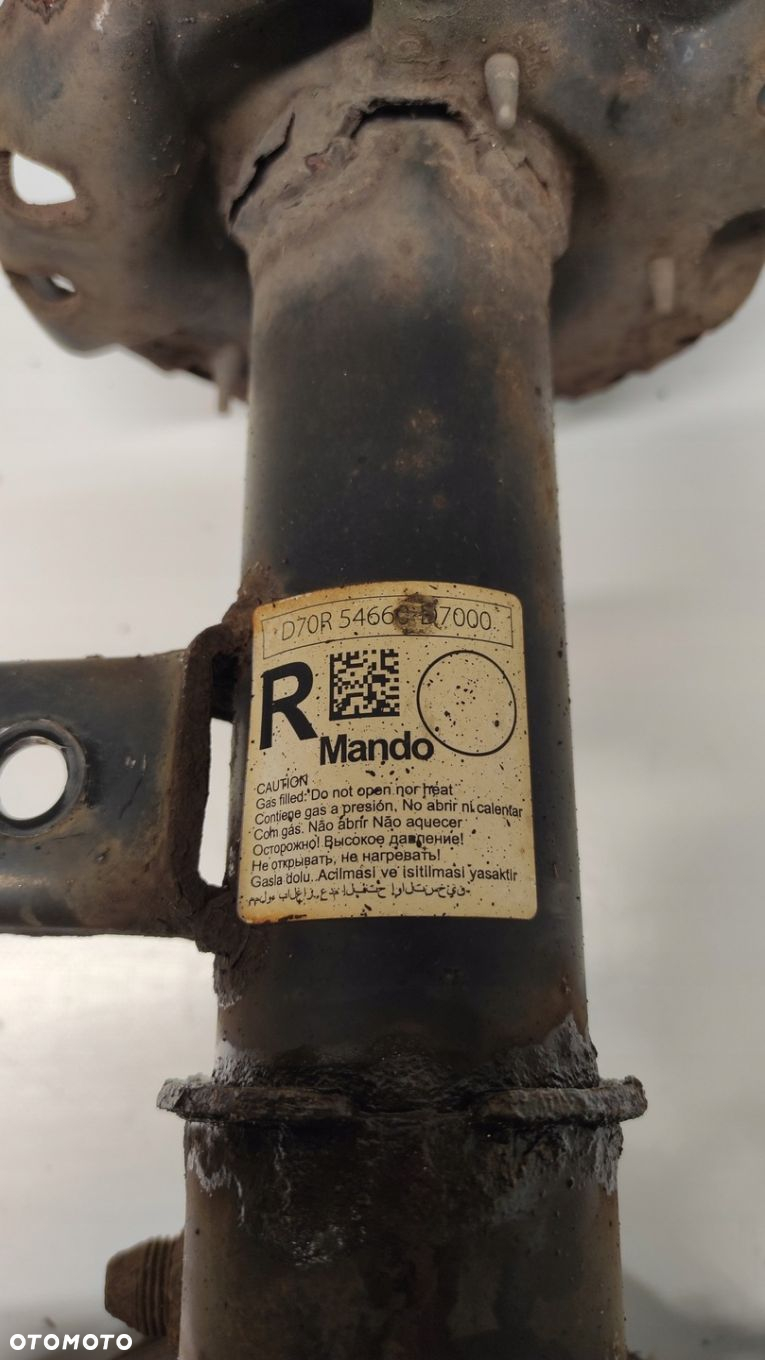 D70R 54660-D7000
R
Mando
CAUTION
Gas filled: Do not open nor heat
Contiene gas a presión, No abrir ni calentar
Com gás. Não abrir Não aquecer
Осторожно! Высокое давление!
Не открывать, не нагревать!
Gasla dolu..Acilmasi ve isitilmasi yasaktir
OTOMOTO